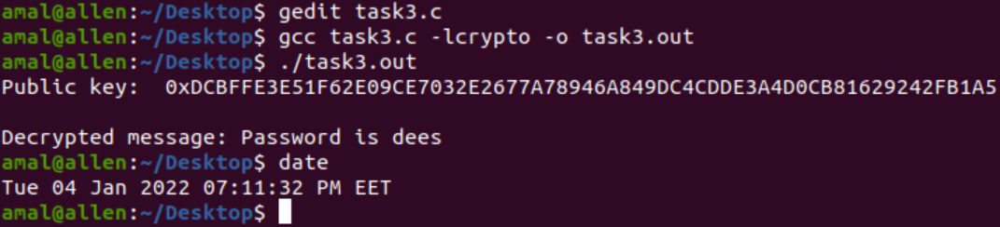 amal@allen:~/Desktop$ gedit task3.c
amal@allen:~/Desktop$ gcc task3.c -lcrypto -o task3.out
amal@allen:~/Desktop$ ./task3.out
Public key:  0xDCBFFE3E51F62E09CE7032E2677A78946A849DC4CDDE3A4D0CB81629242FB1A5
Decrypted message: Password is dees
amal@allen:~/Desktop$ date
Tue 04 Jan 2022 07:11:32 PM EET
amal@allen:~/Desktop$